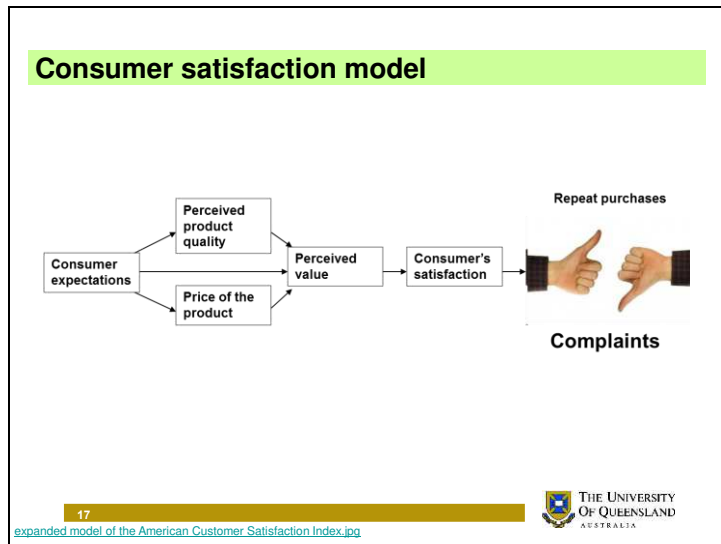 Consumer satisfaction model
Repeat purchases
Perceived
product
quality
Consumer
expectations
Perceived
value
Consumer's
satisfaction
Price of the
product
Complaints
17
THE UNIVERSITY
OF QUEENSLAND
AUSTRALIA
expanded model of the American Customer Satisfaction Index.jpg